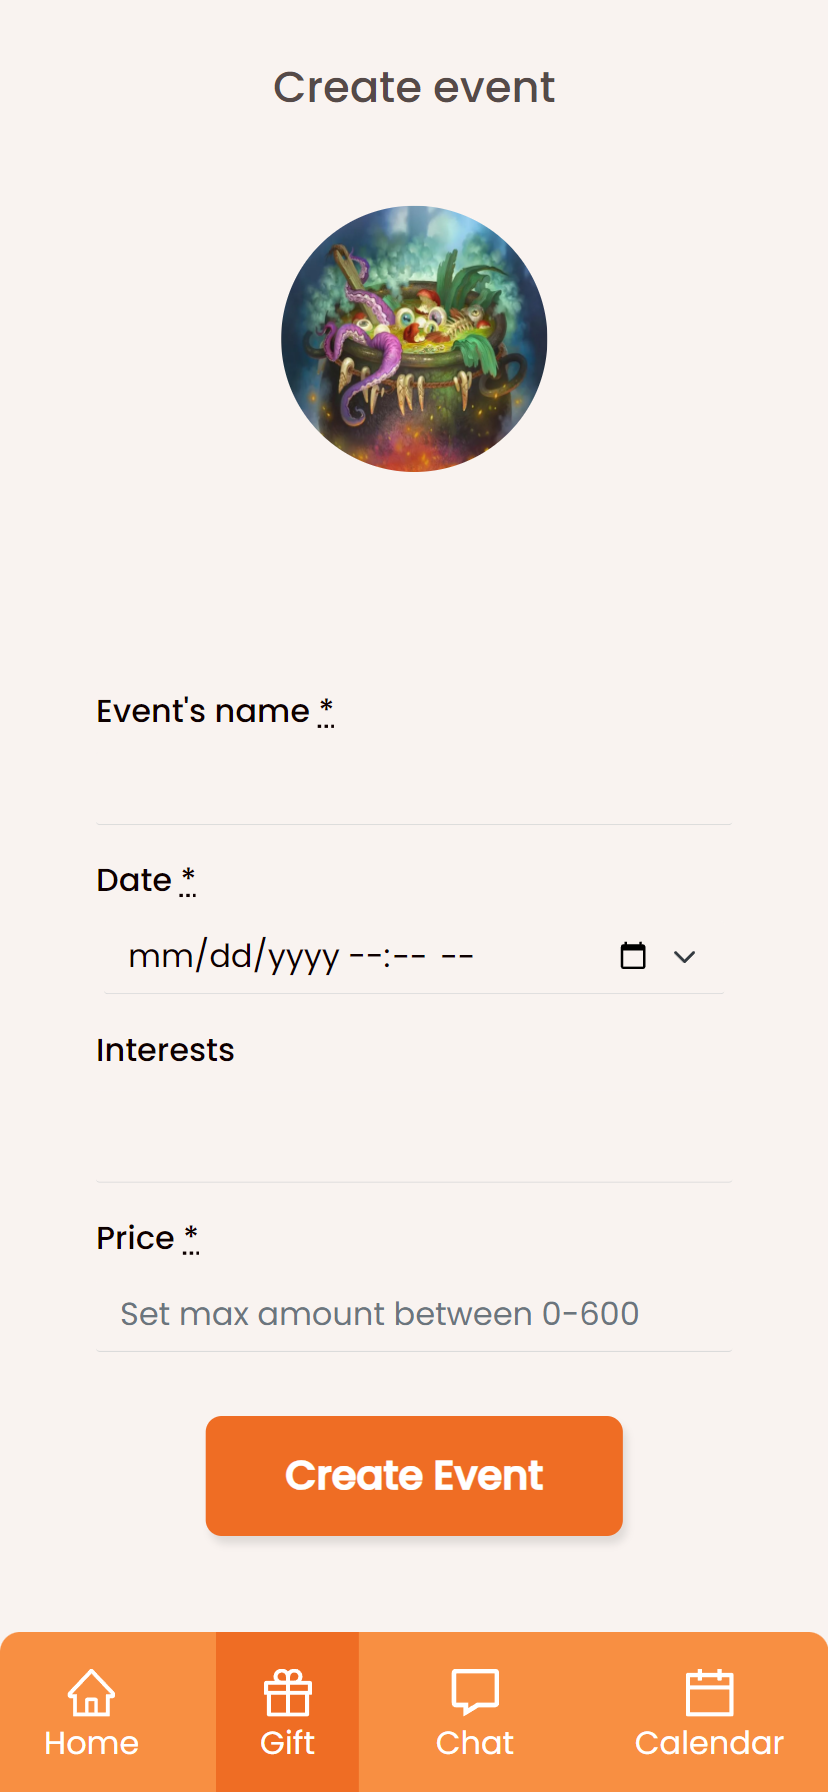 Create event
Event's name *
Date *
mm/dd/yyyy --:-- --
Interests
Price *
Set max amount between 0-600
Create Event
Home Gift Chat Calendar